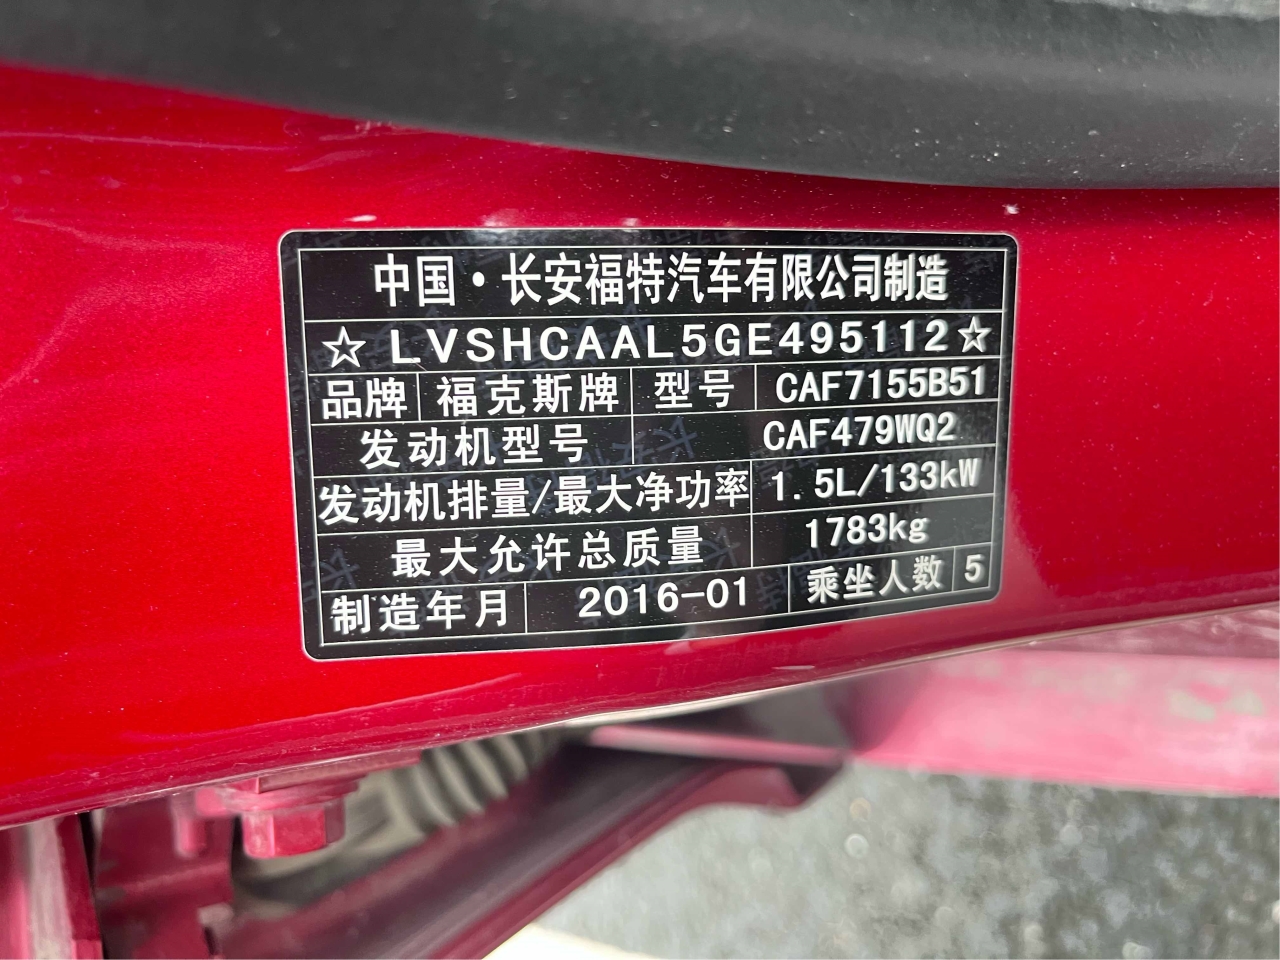 中国·长安福特汽车有限公司制造
☆LVSHCAAL5GE495112☆
品牌 福克斯牌 型号 CAF7155B51
发动机型号 CAF479WQ2
发动机排量/最大净功率 1.5L/133kW
最大允许总质量 1783kg
制造年月 2016-01 乘坐人数 5